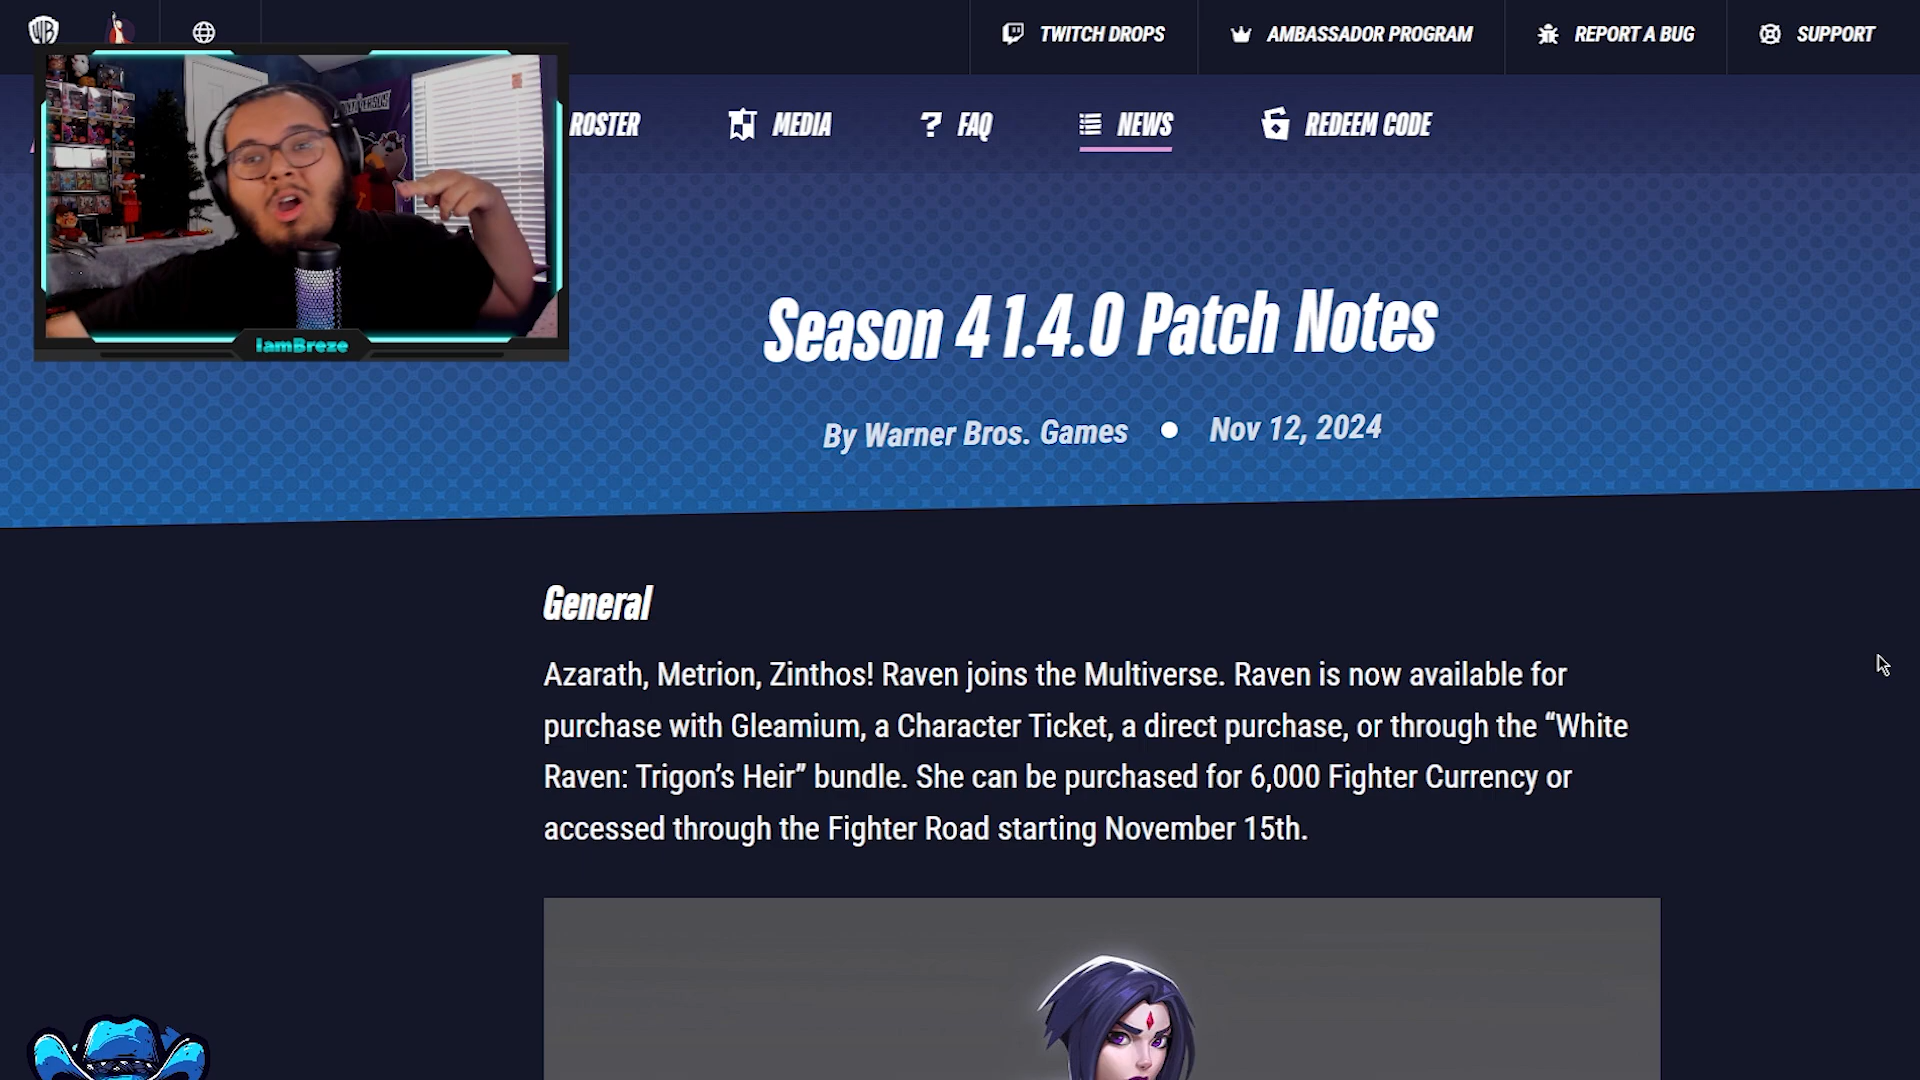 TWITCH DROPS
AMBASSADOR PROGRAM
REPORT A BUG
SUPPORT
ROSTER
MEDIA
FAQ
NEWS
REDEEM CODE
IamBreze
Season 4 1.4.0 Patch Notes
By Warner Bros. Games • Nov 12, 2024
General
Azarath, Metrion, Zinthos! Raven joins the Multiverse. Raven is now available for
purchase with Gleamium, a Character Ticket, a direct purchase, or through the “White
Raven: Trigon’s Heir” bundle. She can be purchased for 6,000 Fighter Currency or
accessed through the Fighter Road starting November 15th.